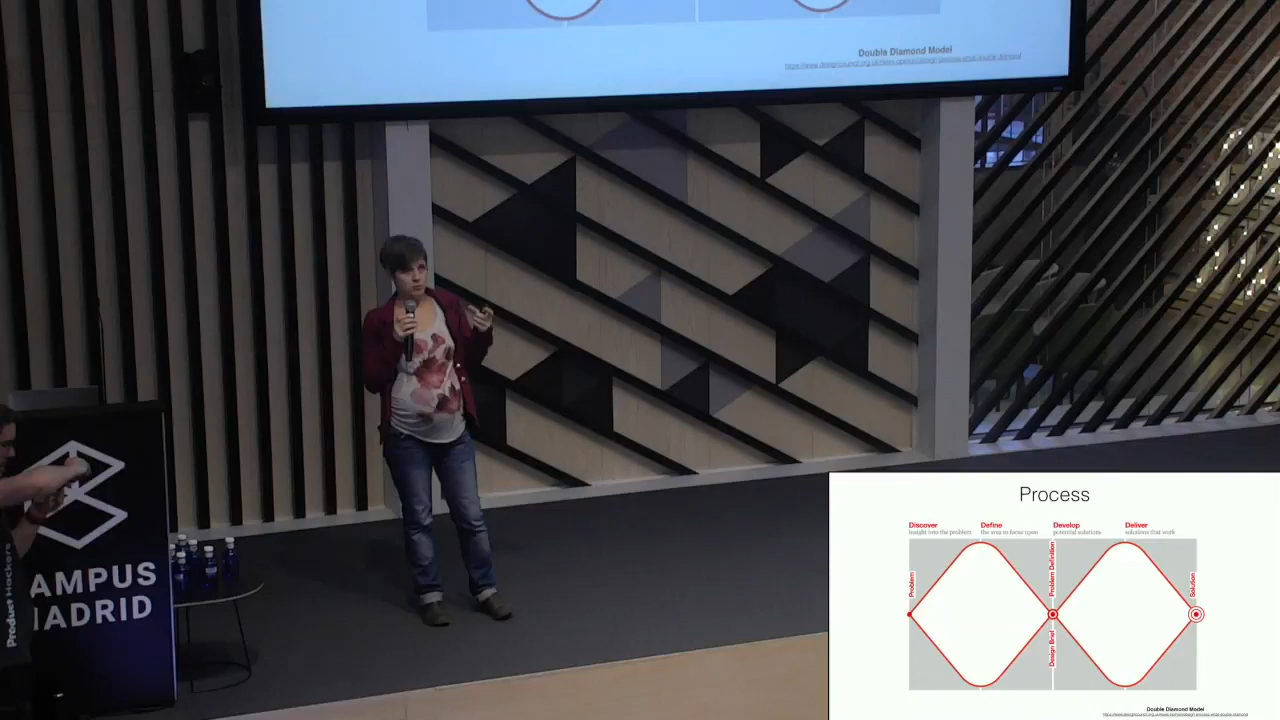 Double Diamond Model
AMPUS
MADRID
Product Hackers
Process
Discover
insight into the problem
Define
the area to focus upon
Develop
potential solutions
Deliver
solutions that work
Problem
Problem Definition
Design Brief
Solution
Double Diamond Model